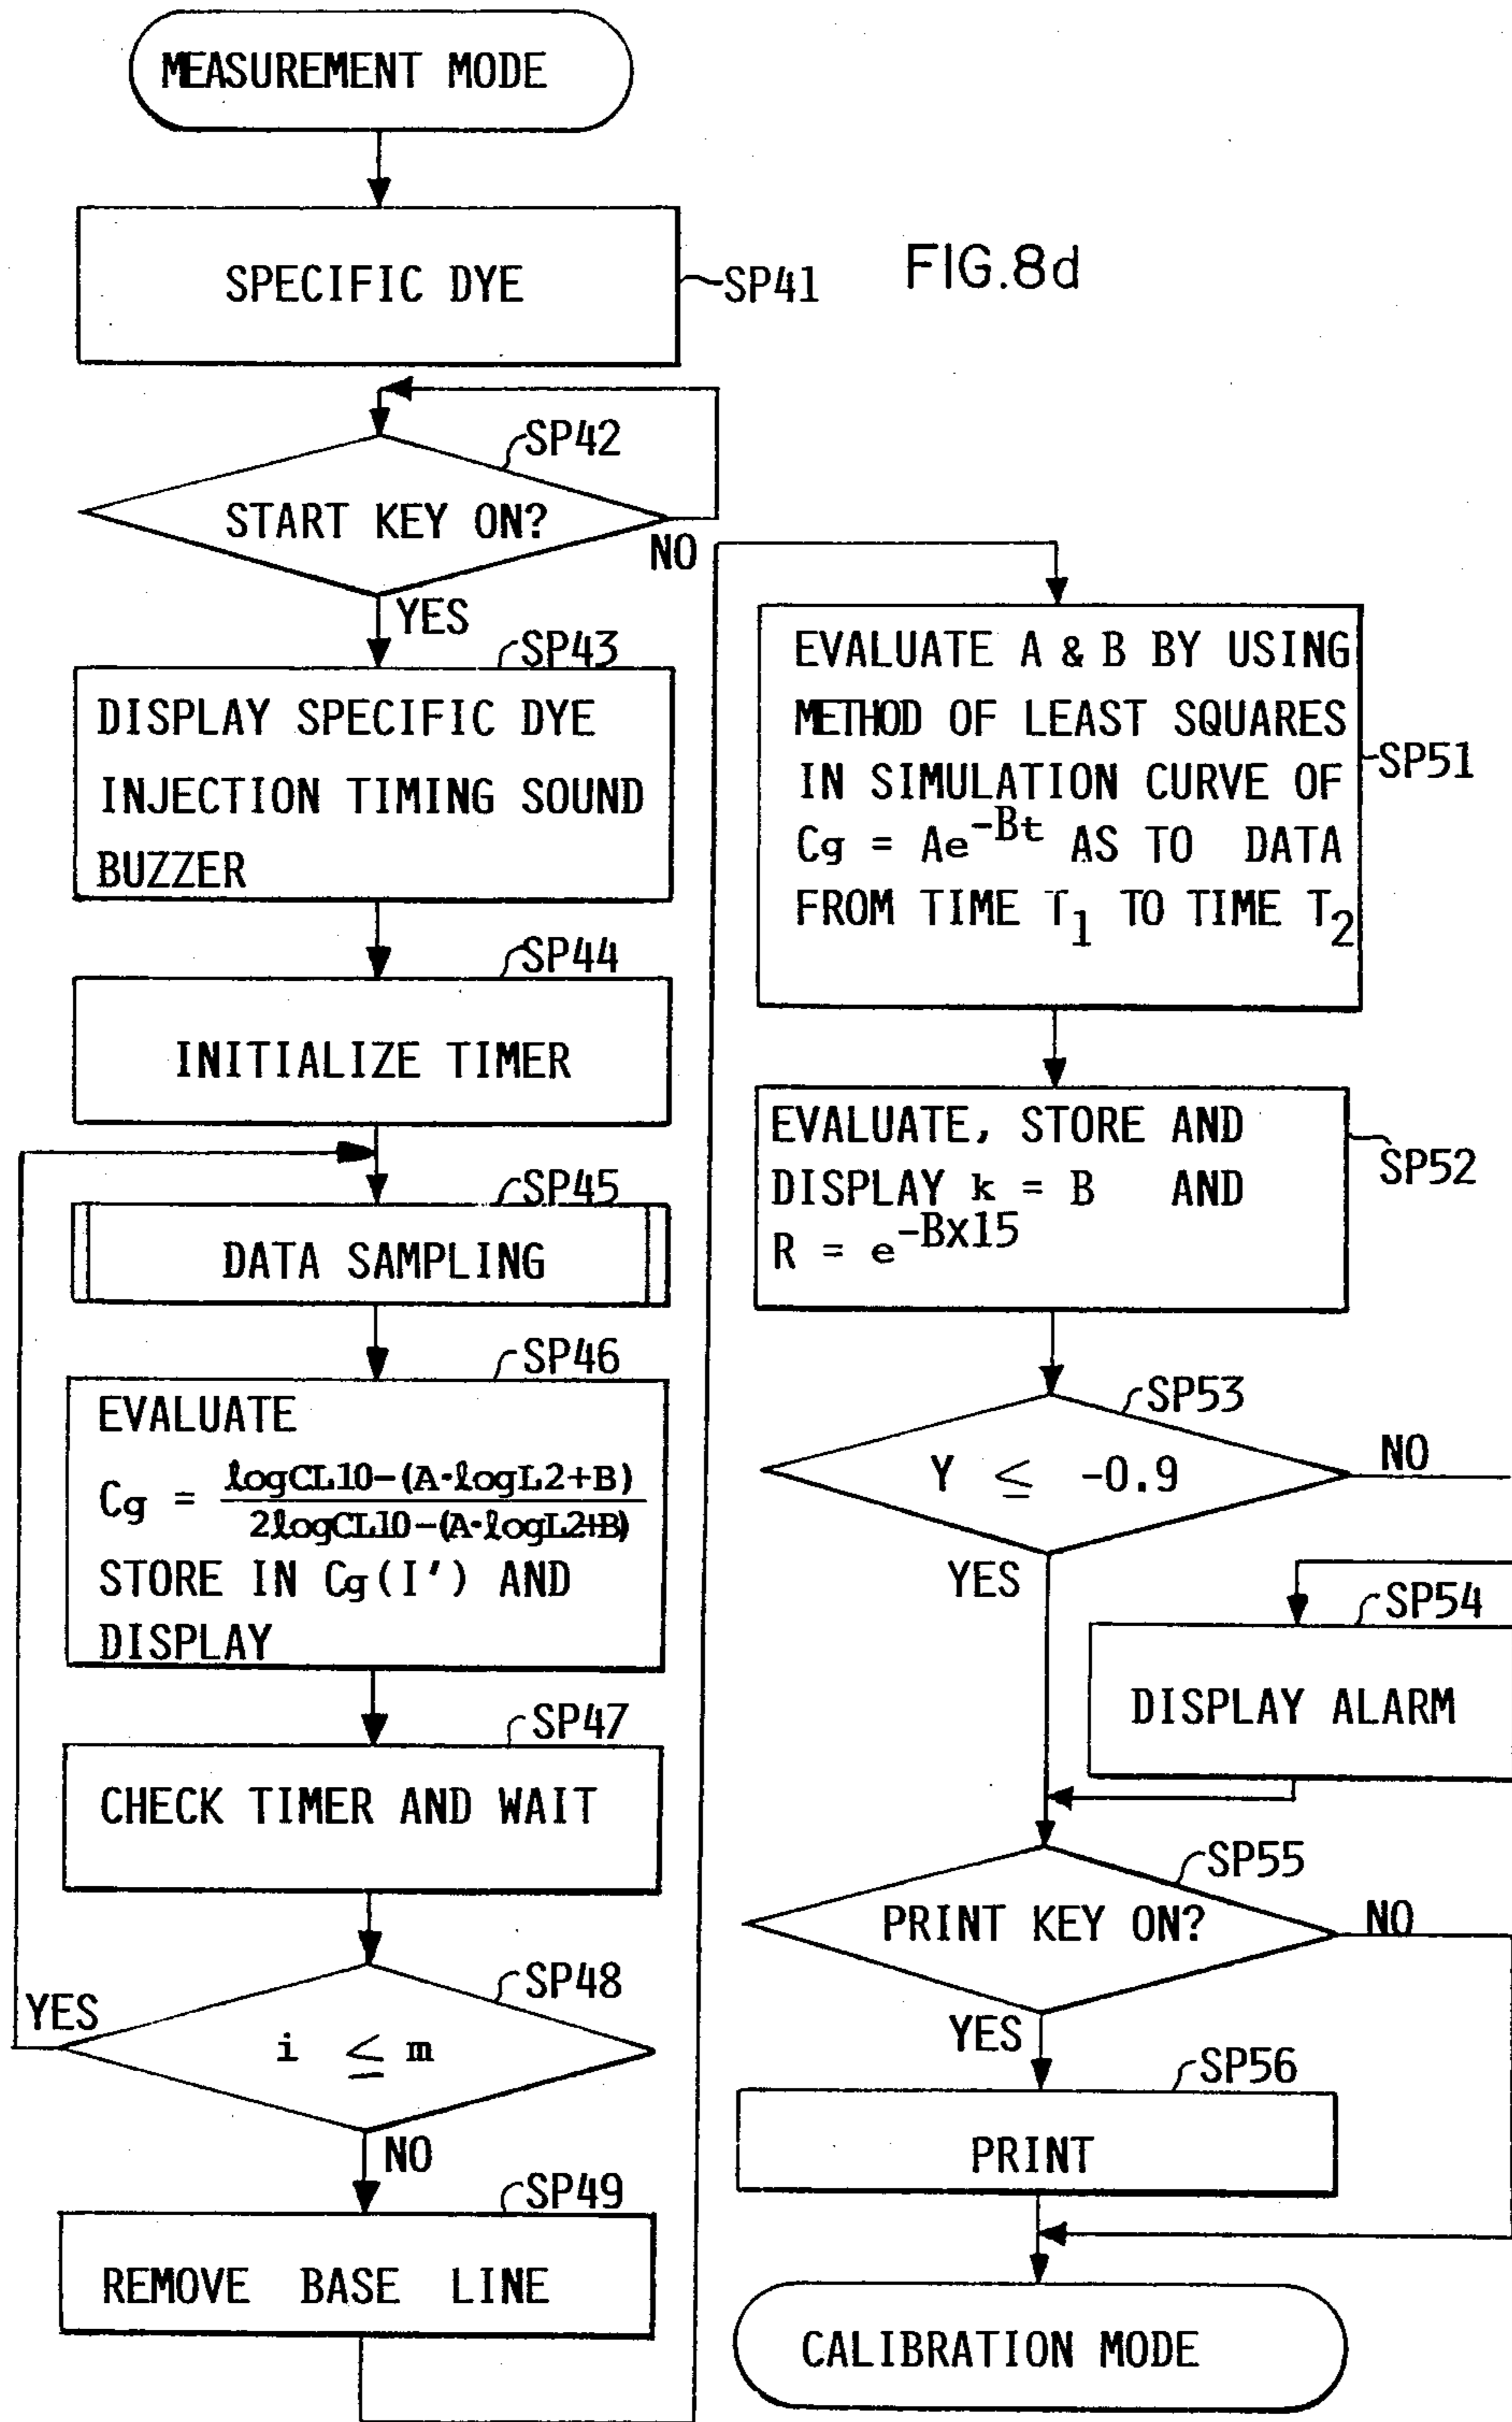 MEASUREMENT MODE
SPECIFIC DYE
SP41
FIG.8d
SP42
START KEY ON?
NO
YES
SP43
DISPLAY SPECIFIC DYE
INJECTION TIMING SOUND
BUZZER
SP44
INITIALIZE TIMER
SP45
DATA SAMPLING
SP46
EVALUATE
Cg = logCL10-(A·logL2+B) / 2logCL10-(A·logL2+B)
STORE IN Cg(I') AND
DISPLAY
SP47
CHECK TIMER AND WAIT
SP48
YES
i ≤ m
NO
SP49
REMOVE BASE LINE
EVALUATE A & B BY USING
METHOD OF LEAST SQUARES
IN SIMULATION CURVE OF
Cg = Ae^-Bt AS TO DATA
FROM TIME T1 TO TIME T2
SP51
EVALUATE, STORE AND
DISPLAY k = B AND
R = e^-BX15
SP52
SP53
Y ≤ -0.9
NO
YES
SP54
DISPLAY ALARM
SP55
PRINT KEY ON?
NO
YES
SP56
PRINT
CALIBRATION MODE